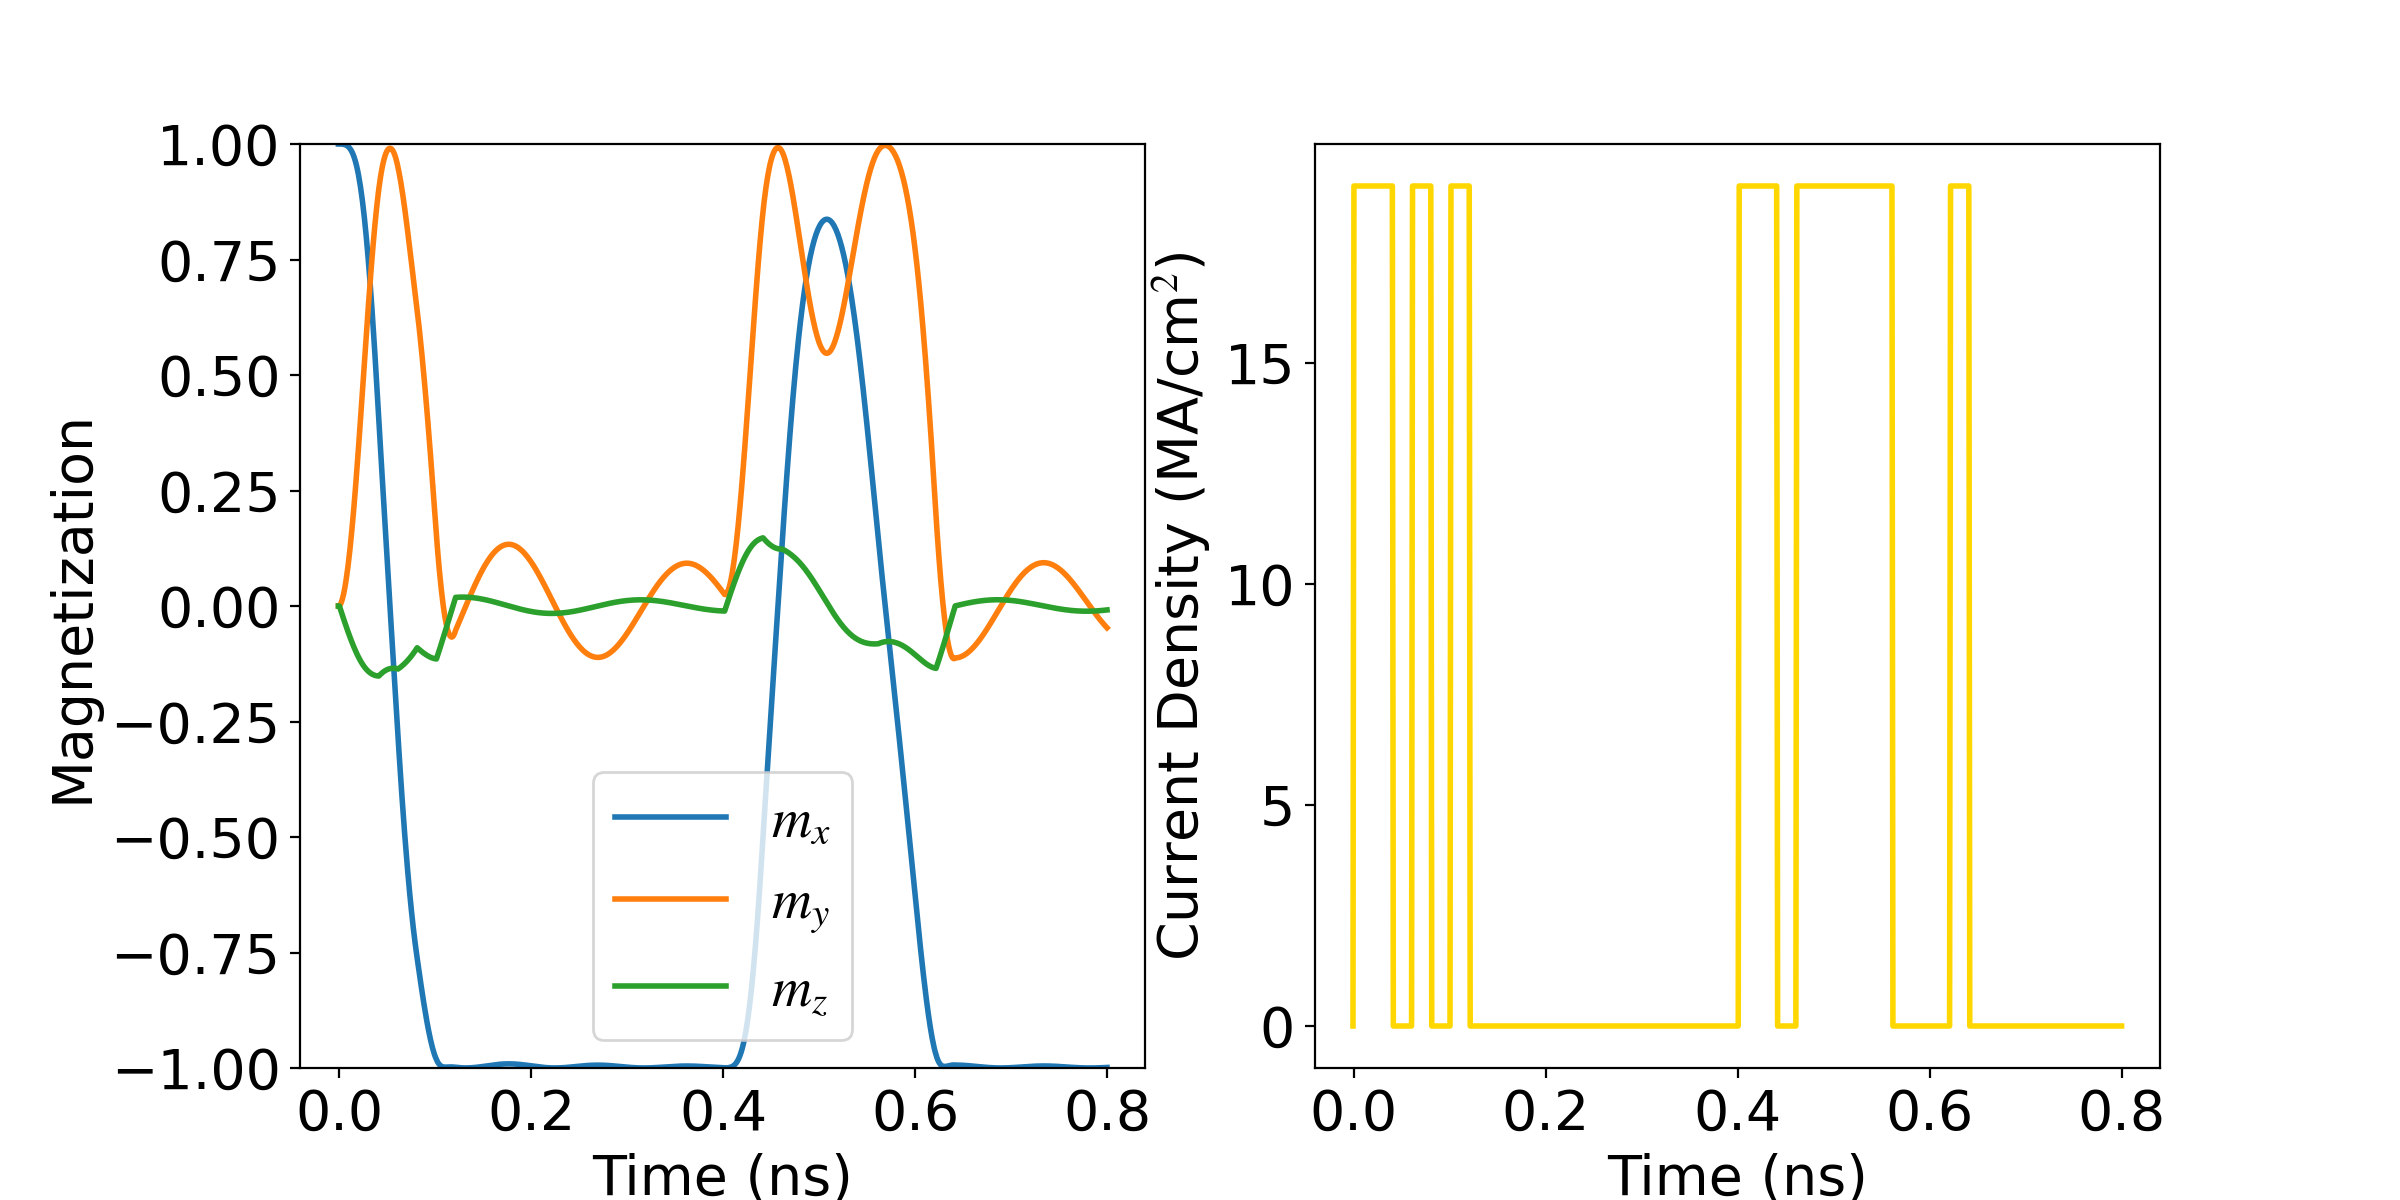 Magnetization
1.00
0.75
0.50
0.25
0.00
−0.25
−0.50
−0.75
−1.00
0.0 0.2 0.4 0.6 0.8
Time (ns)
m_x
m_y
m_z
Current Density (MA/cm²)
15
10
5
0
0.0 0.2 0.4 0.6 0.8
Time (ns)